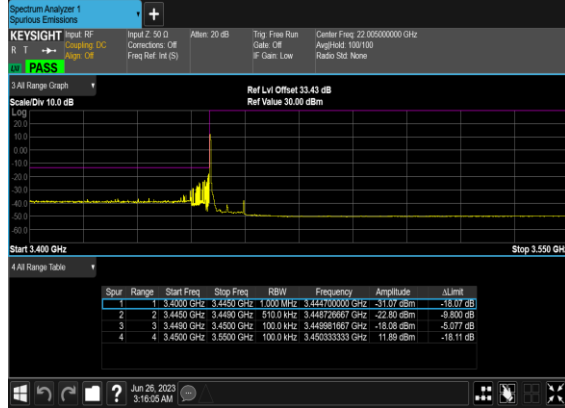 Spectrum Analyzer 1
Spurious Emissions
+
KEYSIGHT Input: RF Input Z: 50 Ω Atten: 20 dB Trig: Free Run Center Freq: 22.005000000 GHz
R T Coupling: DC Corrections: Off Gate: Off Avg|Hold: 100/100
Align: Off Freq Ref: Int (S) IF Gain: Low Radio Std: None
PASS
3 All Range Graph Ref Lvl Offset 33.43 dB
Scale/Div 10.0 dB Ref Value 30.00 dBm
Log
20.0
10.0
0.00
-10.0
-20.0
-30.0
-40.0
-50.0
-60.0
Start 3.400 GHz Stop 3.550 GH
4 All Range Table
Spur Range Start Freq Stop Freq RBW Frequency Amplitude ΔLimit
1 1 3.4000 GHz 3.4450 GHz 1.000 MHz 3.444700000 GHz -31.07 dBm -18.07 dB
2 2 3.4450 GHz 3.4490 GHz 510.0 kHz 3.448726667 GHz -22.80 dBm -9.800 dB
3 3 3.4490 GHz 3.4500 GHz 100.0 kHz 3.449981667 GHz -18.08 dBm -5.077 dB
4 4 3.4500 GHz 3.5500 GHz 100.0 kHz 3.450333333 GHz 11.89 dBm -18.11 dB
? Jun 26, 2023
3:16:05 AM